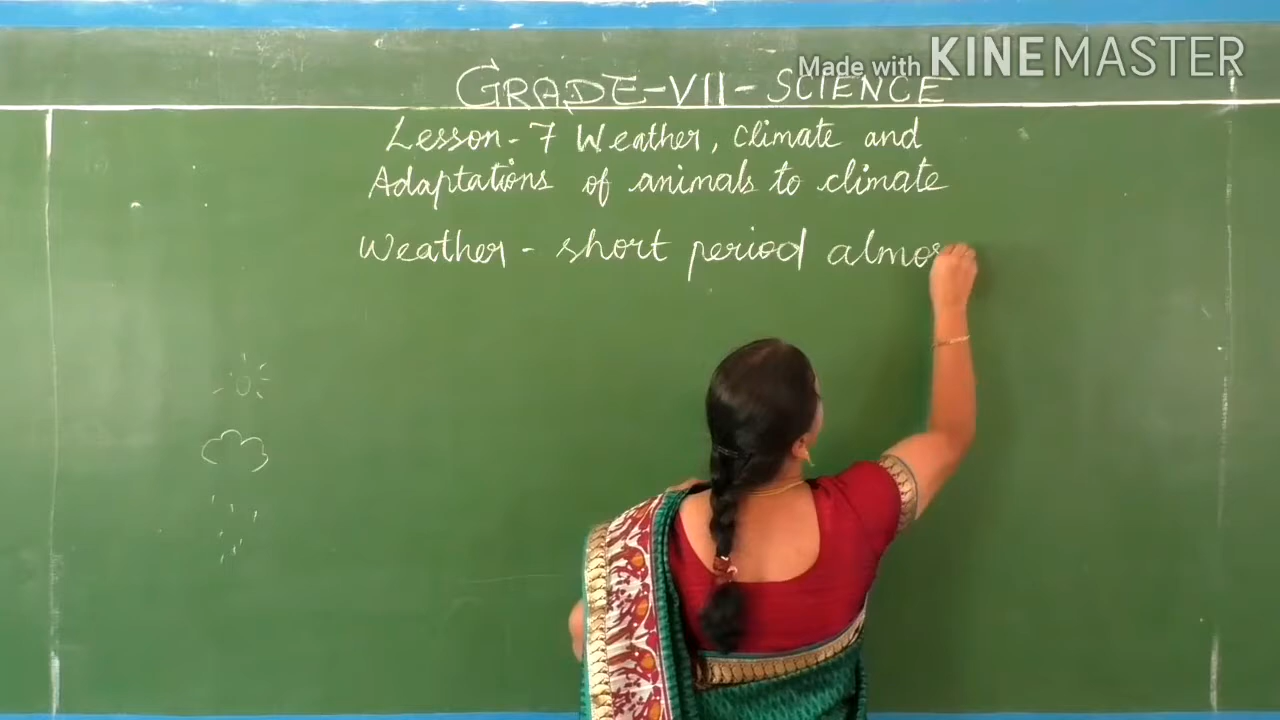 Made with KINEMASTER
GRADE-VII-SCIENCE
Lesson-7 Weather, Climate and
Adaptations of animals to climate
Weather - short period almos